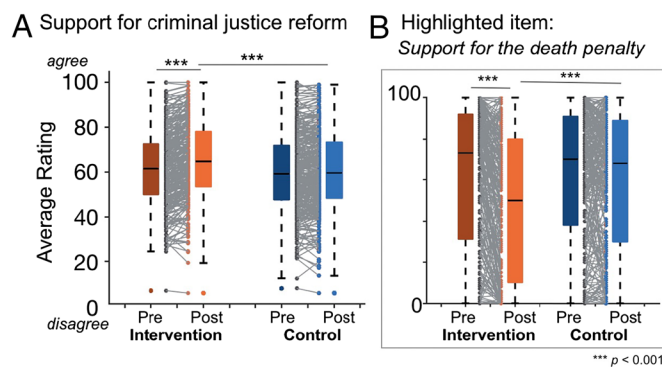 A Support for criminal justice reform
agree
***
***
100
80
60
40
20
0
Average Rating
disagree
Pre Post Pre Post
Intervention Control
B Highlighted item:
Support for the death penalty
***
***
100
0
Pre Post Pre Post
Intervention Control
*** p < 0.001